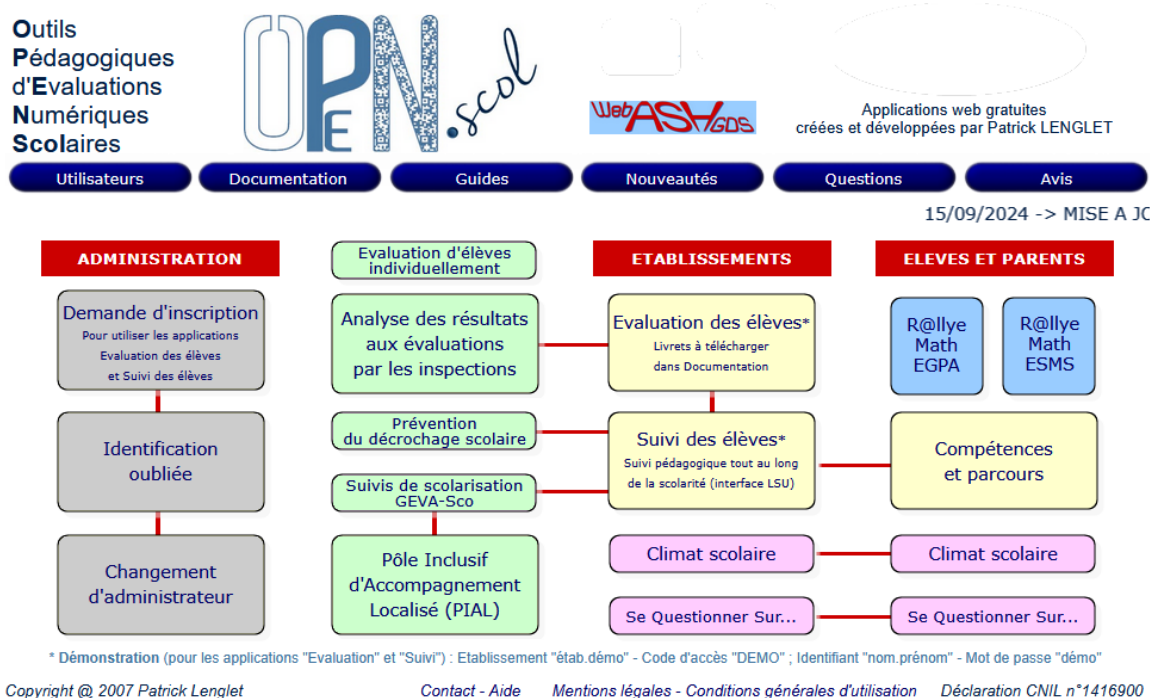 Outils
Pédagogiques
d'Evaluations
Numériques
Scolaires
OPeN.scol
Web ASH GDS
Applications web gratuites
créées et développées par Patrick LENGLET
Utilisateurs
Documentation
Guides
Nouveautés
Questions
Avis
15/09/2024 -> MISE A JO
ADMINISTRATION
Demande d'inscription
Pour utiliser les applications
Evaluation des élèves
et Suivi des élèves
Identification
oubliée
Changement
d'administrateur
Evaluation d'élèves
individuellement
Analyse des résultats
aux évaluations
par les inspections
Prévention
du décrochage scolaire
Suivis de scolarisation
GEVA-Sco
Pôle Inclusif
d'Accompagnement
Localisé (PIAL)
ETABLISSEMENTS
Evaluation des élèves*
Livrets à télécharger
dans Documentation
Suivi des élèves*
Suivi pédagogique tout au long
de la scolarité (interface LSU)
Climat scolaire
Se Questionner Sur...
ELEVES ET PARENTS
R@llye
Math
EGPA
R@llye
Math
ESMS
Compétences
et parcours
Climat scolaire
Se Questionner Sur...
* Démonstration (pour les applications "Evaluation" et "Suivi") : Etablissement "étab.démo" - Code d'accès "DEMO" ; Identifiant "nom.prénom" - Mot de passe "démo"
Copyright @ 2007 Patrick Lenglet
Contact - Aide
Mentions légales - Conditions générales d'utilisation
Déclaration CNIL n°1416900